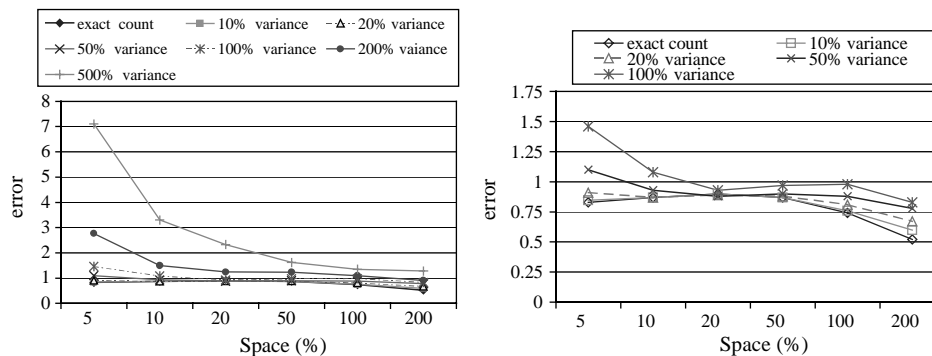 exact count 10% variance 20% variance
50% variance 100% variance 200% vaiance
500% variance
8
7
6
5
4
3
2
1
0
error
5 10 20 50 100 200
Space (%)
exact count 10% variance
20% variance 50% variance
100% variance
1.75
1.5
1.25
1
0.75
0.5
0.25
0
error
5 10 20 50 100 200
Space (%)